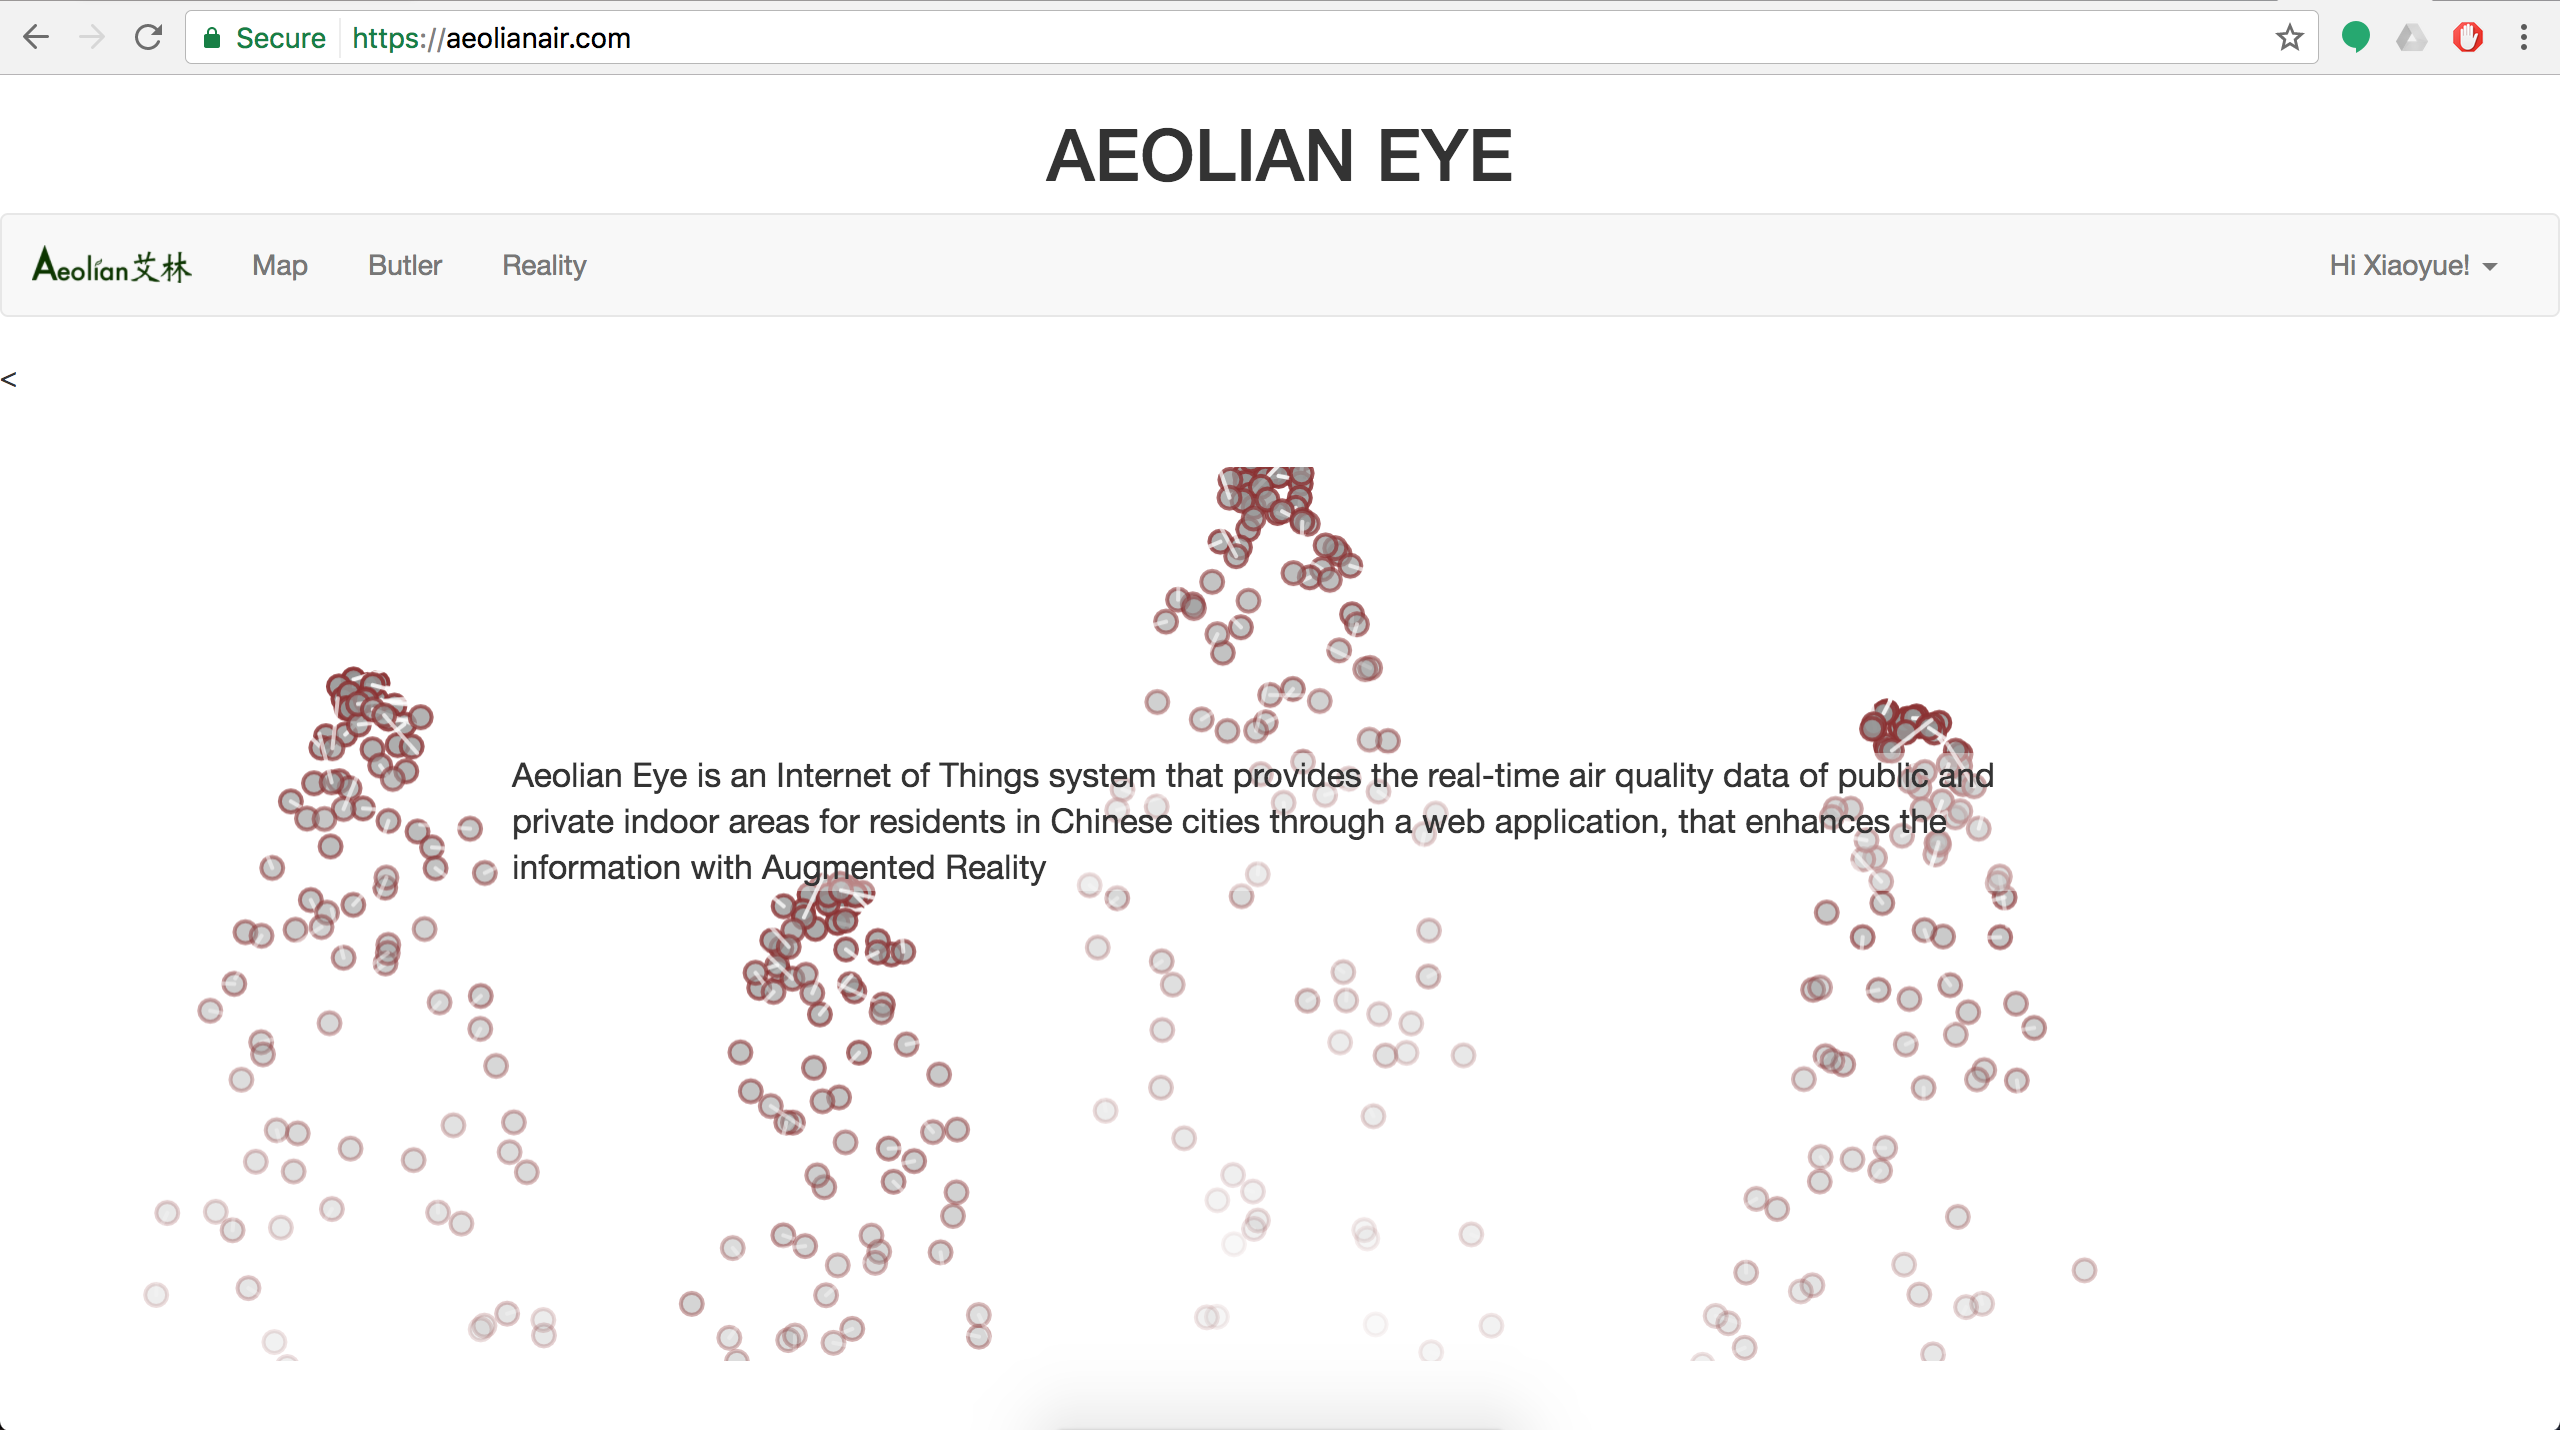 Secure https://aeolianair.com
AEOLIAN EYE
Aeolian艾林 Map Butler Reality Hi Xiaoyue!
<
Aeolian Eye is an Internet of Things system that provides the real-time air quality data of public and
private indoor areas for residents in Chinese cities through a web application, that enhances the
information with Augmented Reality